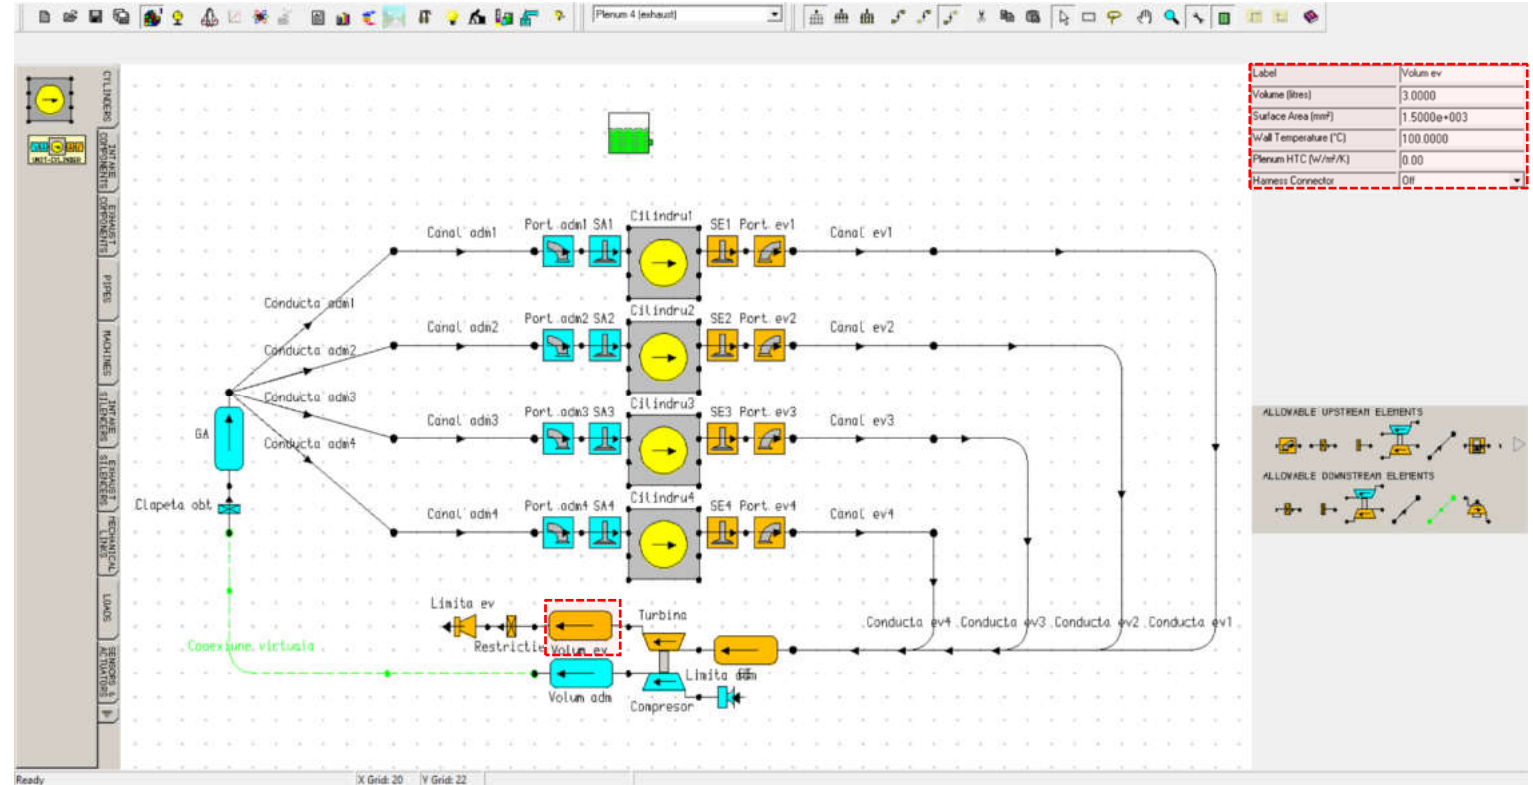 Plenum 4 (exhaust)
CYLINDERS
UNIT-CYLINDER
INTAKE COMPONENTS
EXHAUST COMPONENTS
PIPES
MACHINES
INTAKE SILENCERS
EXHAUST SILENCERS
MECHANICAL LINKS
LOADS
SENSORS & ACTUATORS
Label Volum ev
Volume (litres) 3.0000
Surface Area (mm²) 1.5000e+003
Wall Temperature (°C) 100.0000
Plenum HTC (W/m²/K) 0.00
Harness Connector Off
Canal adm1 Port adm1 SA1 Cilindru1 SE1 Port ev1 Canal ev1
Conducta adm1
Canal adm2 Port adm2 SA2 Cilindru2 SE2 Port ev2 Canal ev2
Conducta adm2
Conducta adm3
Canal adm3 Port adm3 SA3 Cilindru3 SE3 Port ev3 Canal ev3
GA
Conducta adm4
Clapeta obt
Canal adm4 Port adm4 SA4 Cilindru4 SE4 Port ev4 Canal ev4
ALLOWABLE UPSTREAM ELEMENTS
ALLOWABLE DOWNSTREAM ELEMENTS
Limita ev
Turbina
Conducta ev4 Conducta ev3 Conducta ev2 Conducta ev1
Conexiune virtuala
Restrictie Volum ev
Limita adm
Volum adm
Compresor
Ready X Grid: 20 Y Grid: 22